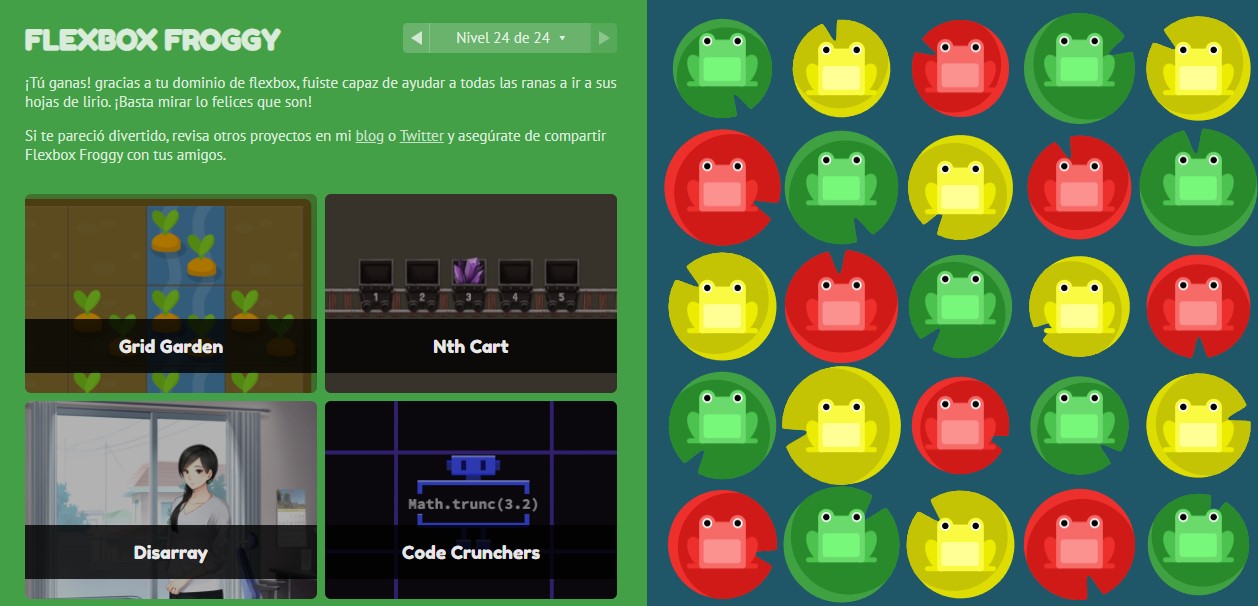 FLEXBOX FROGGY
Nivel 24 de 24
¡Tú ganas! gracias a tu dominio de flexbox, fuiste capaz de ayudar a todas las ranas a ir a sus
hojas de lirio. ¡Basta mirar lo felices que son!
Si te pareció divertido, revisa otros proyectos en mi blog o Twitter y asegúrate de compartir
Flexbox Froggy con tus amigos.
Grid Garden
1 2 3 4 5
Nth Cart
Disarray
Math.trunc(3.2)
Code Crunchers